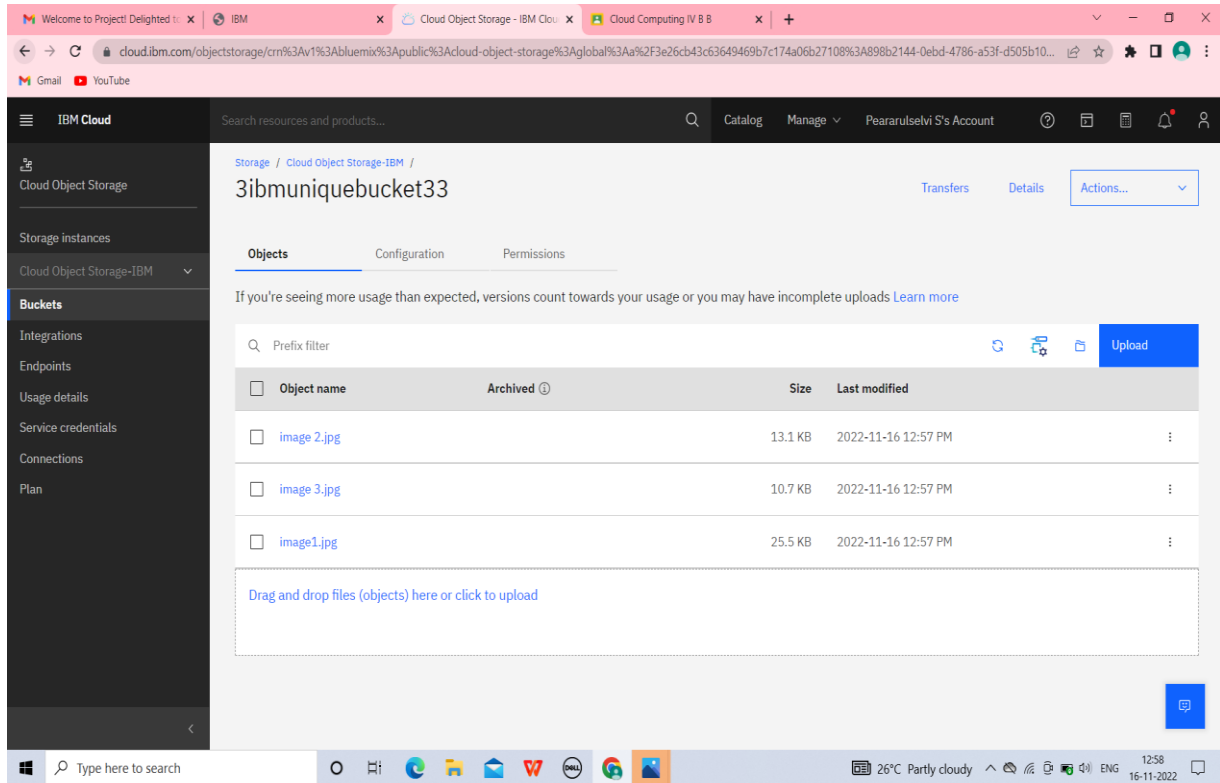 Welcome to Project! Delighted to
IBM
Cloud Object Storage - IBM Clou
Cloud Computing IV B B
cloud.ibm.com/objectstorage/crn%3Av1%3Abluemix%3Apublic%3Acloud-object-storage%3Aglobal%3Aa%2F3e26cb43c63649469b7c174a06b27108%3A898b2144-0ebd-4786-a53f-d505b10...
Gmail YouTube
IBM Cloud
Search resources and products...
Catalog Manage Peararulselvi S's Account
Cloud Object Storage
Storage instances
Cloud Object Storage-IBM
Buckets
Integrations
Endpoints
Usage details
Service credentials
Connections
Plan
Storage / Cloud Object Storage-IBM /
3ibmuniquebucket33
Transfers Details Actions...
Objects Configuration Permissions
If you're seeing more usage than expected, versions count towards your usage or you may have incomplete uploads Learn more
Prefix filter
Upload
Object name Archived Size Last modified
image 2.jpg 13.1 KB 2022-11-16 12:57 PM
image 3.jpg 10.7 KB 2022-11-16 12:57 PM
image1.jpg 25.5 KB 2022-11-16 12:57 PM
Drag and drop files (objects) here or click to upload
Type here to search
DELL
26°C Partly cloudy
ENG
12:58
16-11-2022